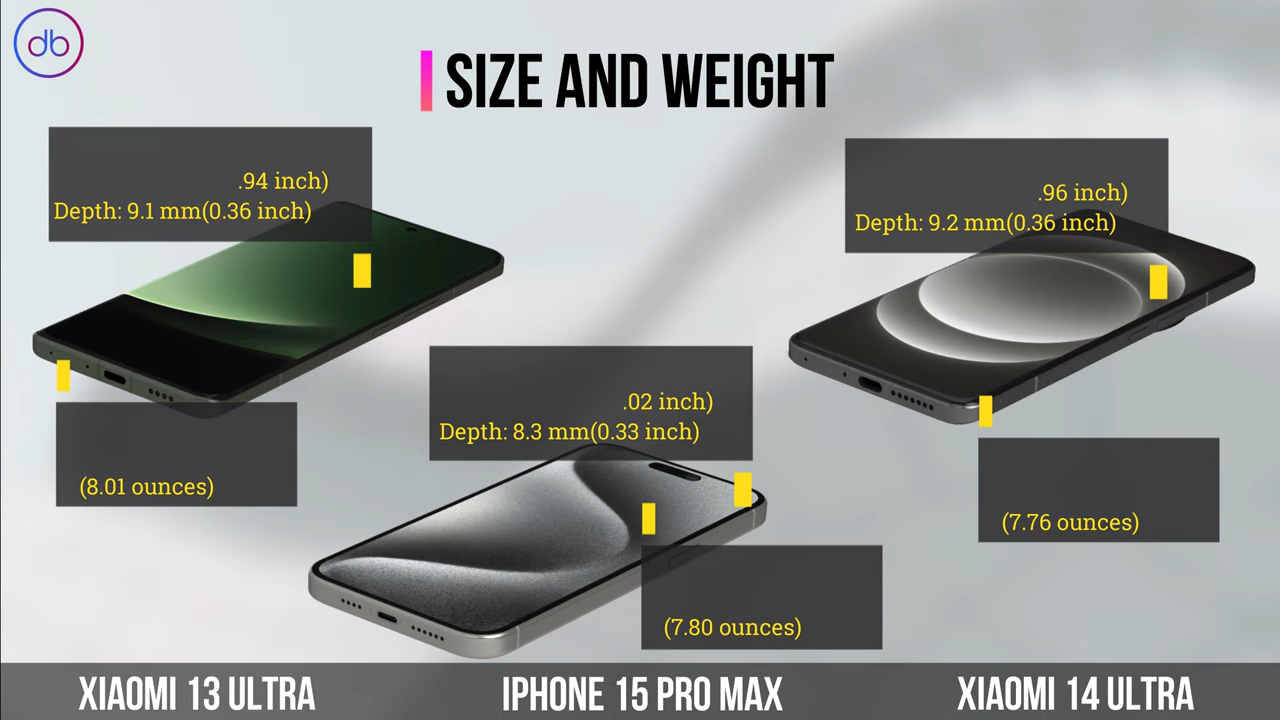 db
SIZE AND WEIGHT
.94 inch)
Depth: 9.1 mm(0.36 inch)
.96 inch)
Depth: 9.2 mm(0.36 inch)
.02 inch)
Depth: 8.3 mm(0.33 inch)
(8.01 ounces)
(7.76 ounces)
(7.80 ounces)
XIAOMI 13 ULTRA
IPHONE 15 PRO MAX
XIAOMI 14 ULTRA